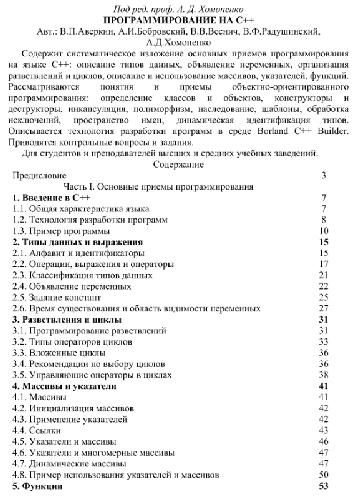 Под ред. проф. А. Д. Хомоненко
ПРОГРАММИРОВАНИЕ НА С++
Авт.: В.П.Аверкин, А.И.Бобровский, В.В.Веснич, В.Ф.Радушинский,
А.Д.Хомоненко
Содержит систематическое изложение основных приемов программирования
на языке С++: описание типов данных, объявление переменных, организация
разветвлений и циклов, описание и использование массивов, указателей, функций.
Рассматриваются понятия и приемы объектно-ориентированного
программирования: определение классов и объектов, конструкторы и
деструкторы, инкапсуляция, полиморфизм, наследование, шаблоны, обработка
исключений, пространство имен, динамическая идентификация типов.
Описывается технология разработки программ в среде Borland C++ Builder.
Приводятся контрольные вопросы и задания.
Для студентов и преподавателей высших и средних учебных заведений.
Содержание
Предисловие 3
Часть I. Основные приемы программирования
1. Введение в С++ 7
1.1. Общая характеристика языка 7
1.2. Технология разработки программ 8
1.3. Пример программы 10
2. Типы данных и выражения 15
2.1. Алфавит и идентификаторы 15
2.2. Операции, выражения и операторы 17
2.3. Классификация типов данных 21
2.4. Объявление переменных 22
2.5. Задание констант 25
2.6. Время существования и область видимости переменных 27
3. Разветвления и циклы 31
3.1. Программирование разветвлений 31
3.2. Типы операторов циклов 33
3.3. Вложенные циклы 36
3.4. Рекомендации по выбору циклов 36
3.5. Управляющие операторы в циклах 38
4. Массивы и указатели 41
4.1. Массивы 41
4.2. Инициализация массивов 42
4.3. Применение указателей 42
4.4. Ссылки 43
4.5. Указатели и массивы 46
4.6. Указатели и многомерные массивы 47
4.7. Динамические массивы 47
4.8. Пример использования указателей и массивов 50
5. Функции 53